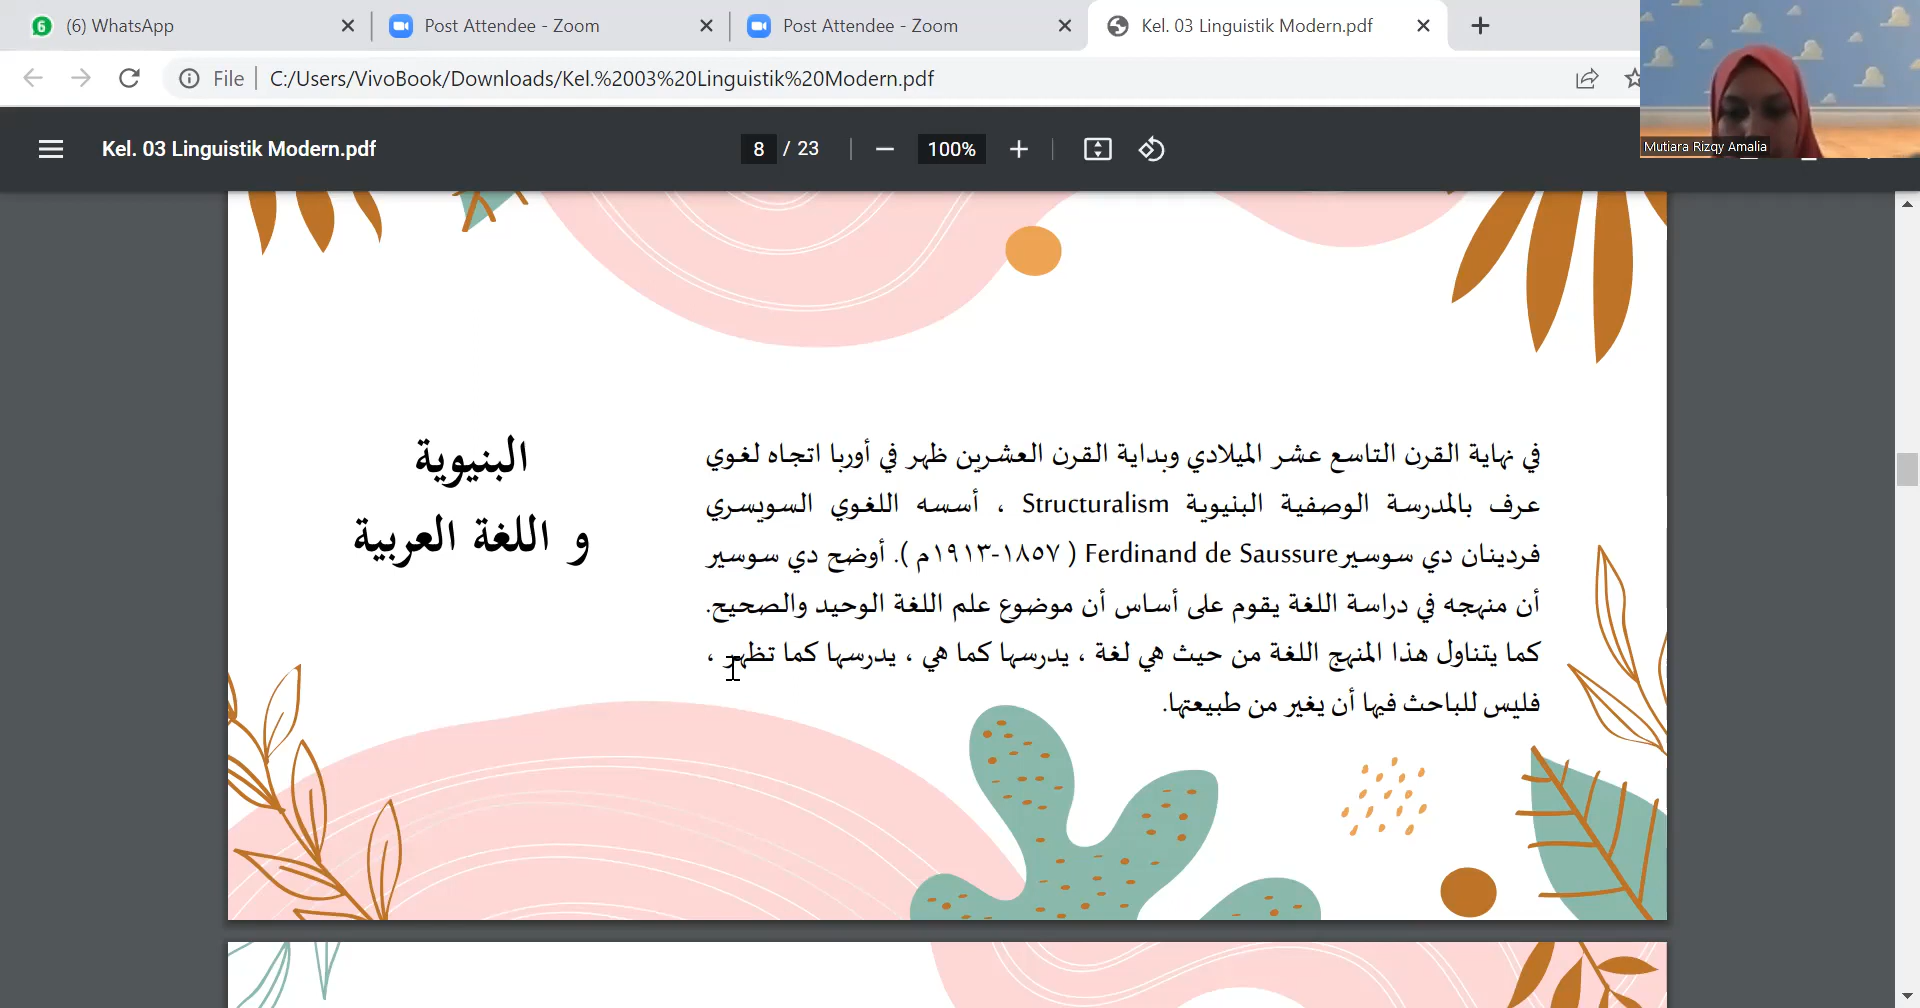 (6) WhatsApp
Post Attendee - Zoom
Post Attendee - Zoom
Kel. 03 Linguistik Modern.pdf
File
C:/Users/VivoBook/Downloads/Kel.%2003%20Linguistik%20Modern.pdf
Kel. 03 Linguistik Modern.pdf
8 / 23
100%
Mutiara Rizqy Amalia
البنيوية
و اللغة العربية
في نهاية القرن التاسع عشر الميلادي وبداية القرن العشرين ظهر في أوربا اتجاه لغوي
عرف بالمدرسة الوصفية البنيوية Structuralism ، أسسه اللغوي السويسري
فردينان دي سوسيرFerdinand de Saussure ( ١٨٥٧-١٩١٣م ). أوضح دي سوسير
أن منهجه في دراسة اللغة يقوم على أساس أن موضوع علم اللغة الوحيد والصحيح.
كما يتناول هذا المنهج اللغة من حيث هي لغة ، يدرسها كما هي ، يدرسها كما تظهر ،
فليس للباحث فيها أن يغير من طبيعتها.